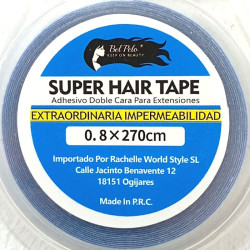 Bel Pelo
KEEP ON BEAUTY
SUPER HAIR TAPE
Adhesivo Doble Cara Para Extensiones
EXTRAORDINARIA IMPERMEABILIDAD
0.8×270cm
Importado Por Rachelle World Style SL
Calle Jacinto Benavente 12
18151 Ogijares
Made In P.R.C.